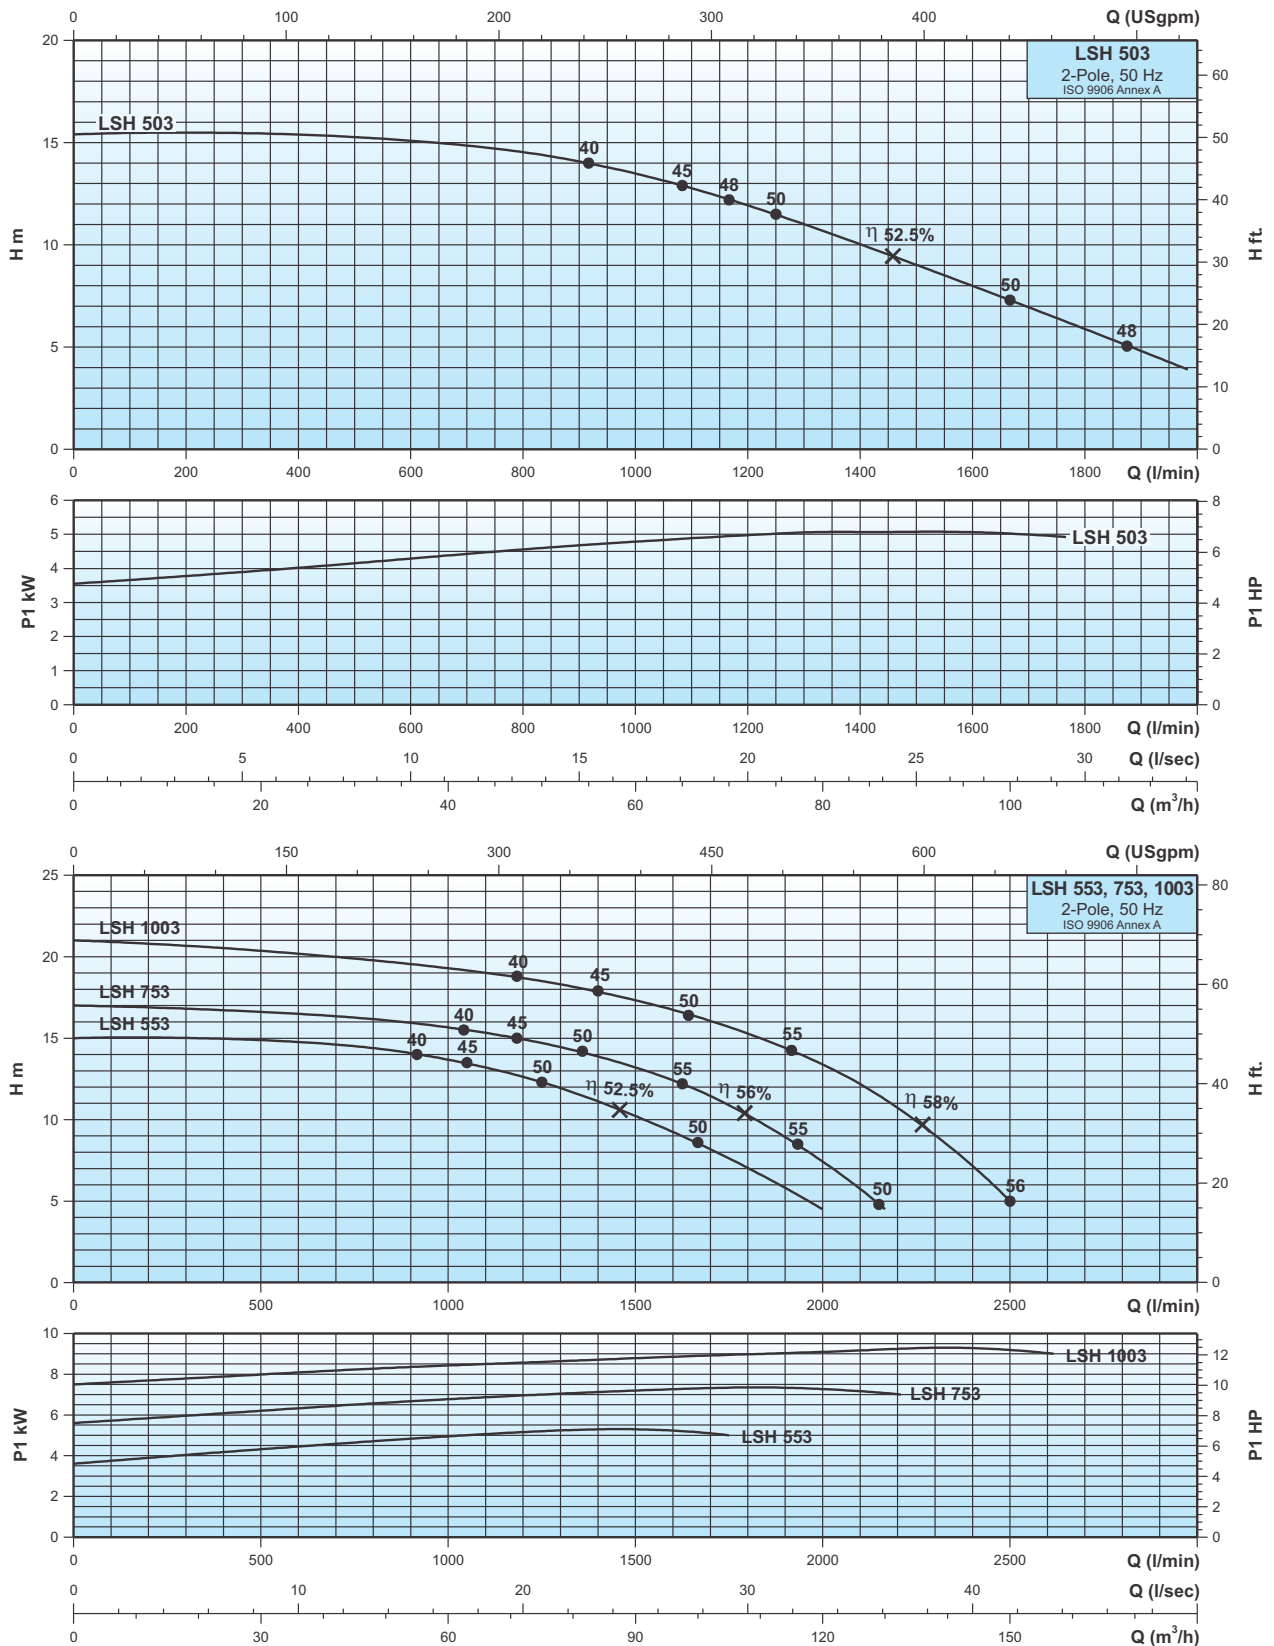 0 100 200 300 400 Q (USgpm)
20 15 10 5 0
H m
60 50 40 30 20 10 0
H ft.
LSH 503
2-Pole, 50 Hz
ISO 9906 Annex A
LSH 503
40
45
48
50
η 52.5%
50
48
0 200 400 600 800 1000 1200 1400 1600 1800 Q (l/min)
6 5 4 3 2 1 0
P1 kW
8 6 4 2 0
P1 HP
LSH 503
0 200 400 600 800 1000 1200 1400 1600 1800 Q (l/min)
0 5 10 15 20 25 30 Q (l/sec)
0 20 40 60 80 100 Q (m³/h)
0 150 300 450 600 Q (USgpm)
25 20 15 10 5 0
H m
80 60 40 20 0
H ft.
LSH 553, 753, 1003
2-Pole, 50 Hz
ISO 9906 Annex A
LSH 1003
40 45 50 55 η 58% 56
LSH 753
40 45 50 55 η 56% 55 50
LSH 553
40 45 50 η 52.5% 50
0 500 1000 1500 2000 2500 Q (l/min)
10 8 6 4 2 0
P1 kW
12 10 8 6 4 2 0
P1 HP
LSH 1003
LSH 753
LSH 553
0 500 1000 1500 2000 2500 Q (l/min)
0 10 20 30 40 Q (l/sec)
0 30 60 90 120 150 Q (m³/h)